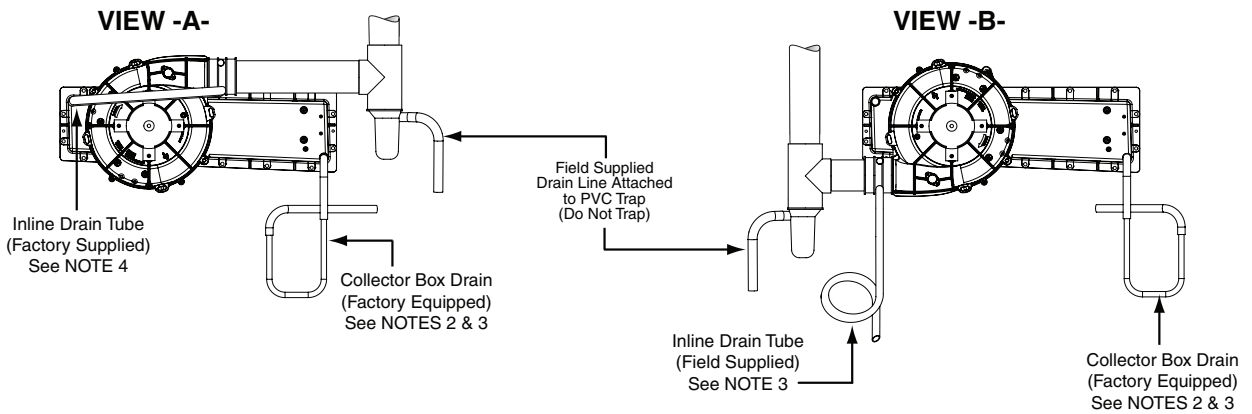 VIEW -A-
VIEW -B-
Inline Drain Tube
(Factory Supplied)
See NOTE 4
Collector Box Drain
(Factory Equipped)
See NOTES 2 & 3
Field Supplied
Drain Line Attached
to PVC Trap
(Do Not Trap)
Inline Drain Tube
(Field Supplied)
See NOTE 3
Collector Box Drain
(Factory Equipped)
See NOTES 2 & 3